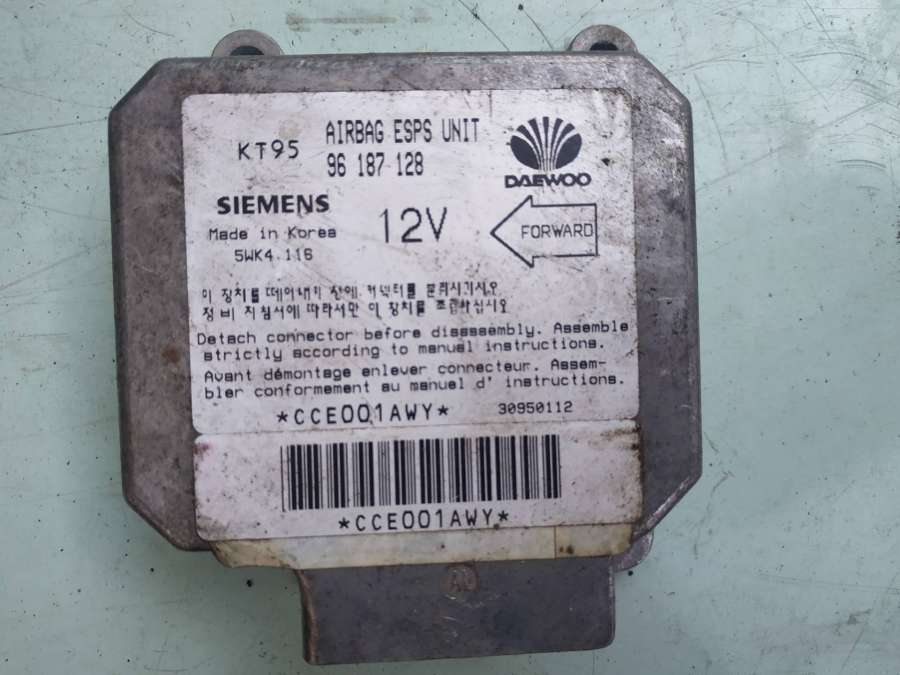 AIRBAG ESPS UNIT
KT95
96 187 128
DAEWOO
SIEMENS
12V
FORWARD
Made in Korea
5WK4.116
이 장치를 떼어내기 전에 커넥터를 분리시키시오
정비 지침서에 따라서만 이 장치를 조립하십시오
Detach connector before disasssembly. Assemble
strictly according to manual instructions.
Avant démontage enlever connecteur. Assem-
bler conformement au manuel d' instructions.
*CCE001AWY*
30950112
*CCE001AWY*